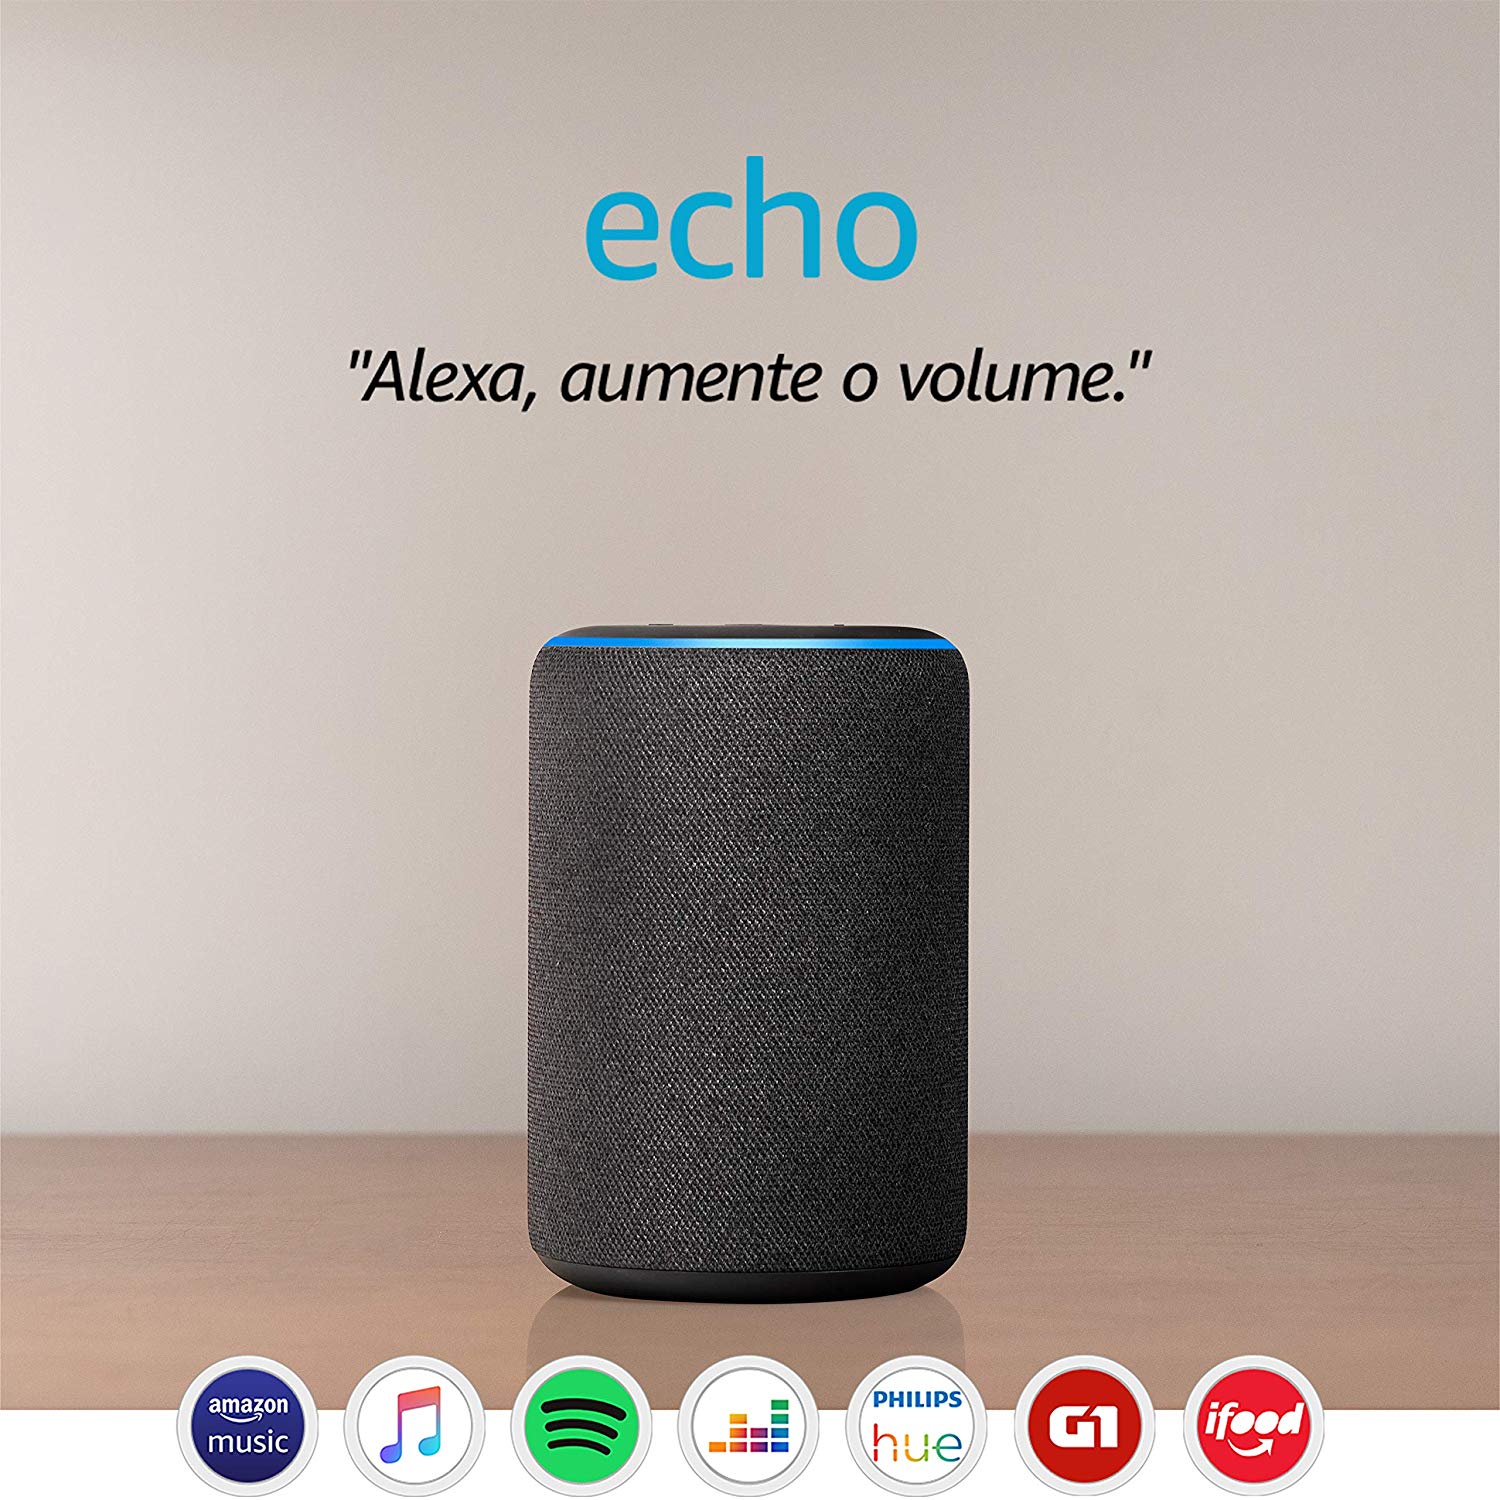 echo
"Alexa, aumente o volume."
amazon
music
PHILIPS
hue
G1
ifood